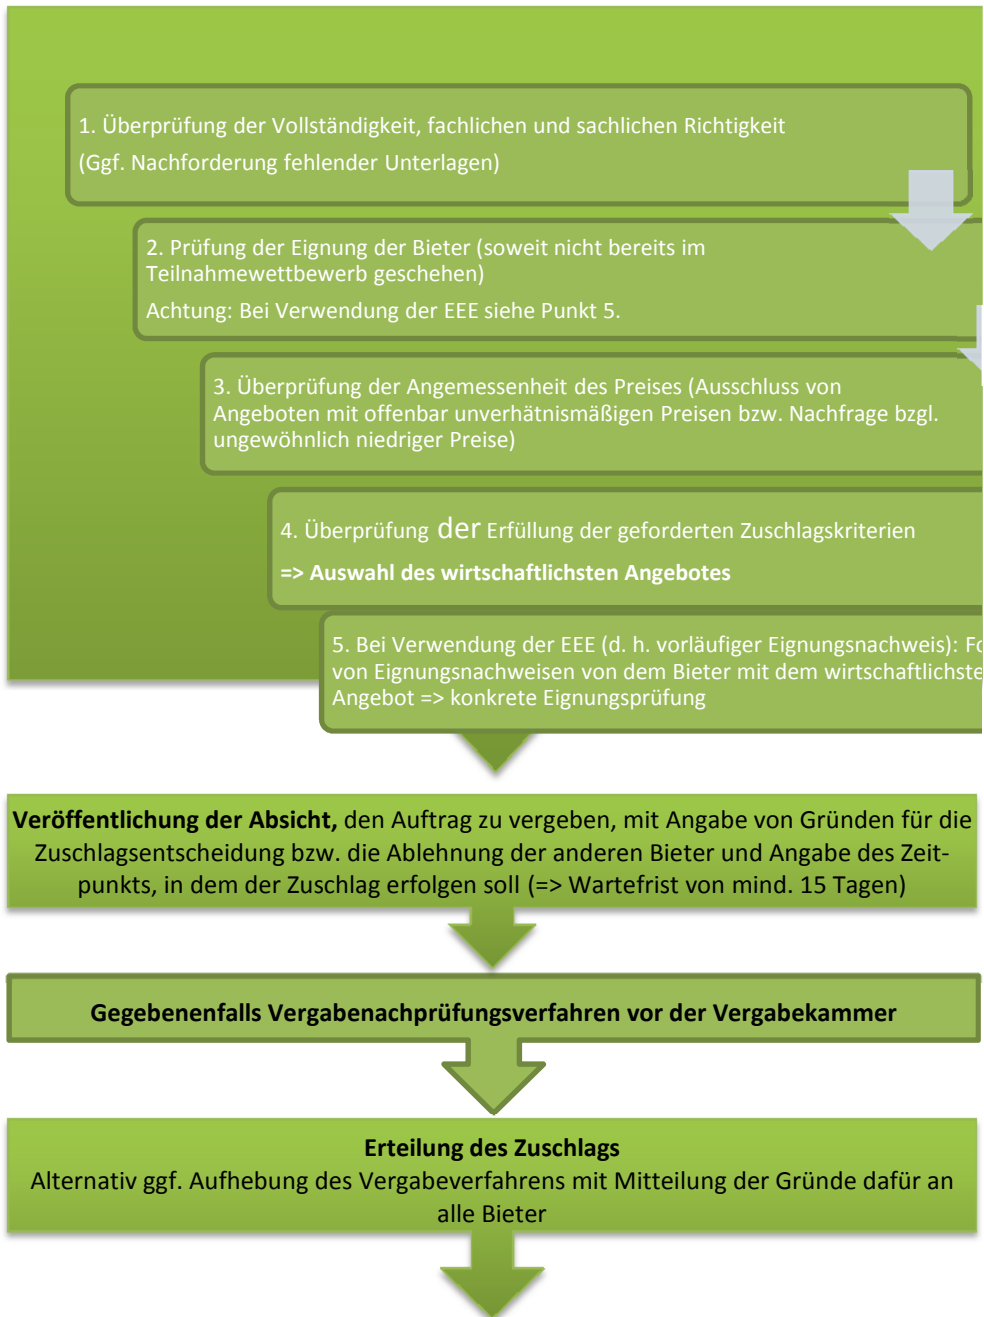 1. Überprüfung der Vollständigkeit, fachlichen und sachlichen Richtigkeit
(Ggf. Nachforderung fehlender Unterlagen)
2. Prüfung der Eignung der Bieter (soweit nicht bereits im
Teilnahmewettbewerb geschehen)
Achtung: Bei Verwendung der EEE siehe Punkt 5.
3. Überprüfung der Angemessenheit des Preises (Ausschluss von
Angeboten mit offenbar unverhätnismäßigen Preisen bzw. Nachfrage bzgl.
ungewöhnlich niedriger Preise)
4. Überprüfung der Erfüllung der geforderten Zuschlagskriterien
=> Auswahl des wirtschaftlichsten Angebotes
5. Bei Verwendung der EEE (d. h. vorläufiger Eignungsnachweis):
von Eignungsnachweisen von dem Bieter mit dem wirtschaftlichste
Angebot => konkrete Eignungsprüfung
Veröffentlichung der Absicht, den Auftrag zu vergeben, mit Angabe von Gründen für die
Zuschlagsentscheidung bzw. die Ablehnung der anderen Bieter und Angabe des Zeit-
punkts, in dem der Zuschlag erfolgen soll (=> Wartefrist von mind. 15 Tagen)
Gegebenenfalls Vergabenachprüfungsverfahren vor der Vergabekammer
Erteilung des Zuschlags
Alternativ ggf. Aufhebung des Vergabeverfahrens mit Mitteilung der Gründe dafür an
alle Bieter